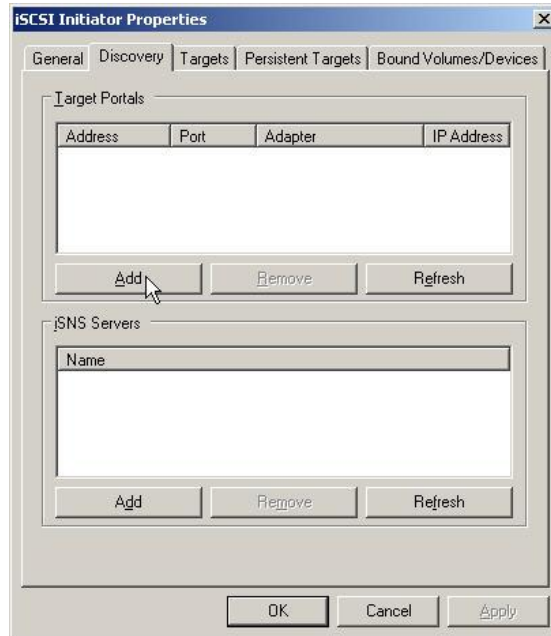 iSCSI Initiator Properties
General Discovery Targets Persistent Targets Bound Volumes/Devices
Target Portals
Address Port Adapter IP Address
Add Remove Refresh
iSNS Servers
Name
Add Remove Refresh
OK Cancel Apply